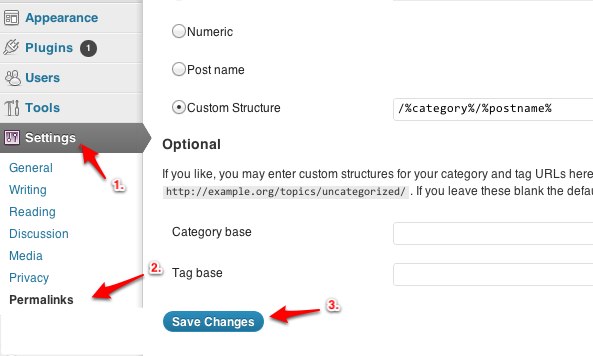 Appearance
Plugins 1
Users
Tools
Settings
1.
General
Writing
Reading
Discussion
Media
Privacy
2.
Permalinks
Numeric
Post name
Custom Structure /%category%/%postname%
Optional
If you like, you may enter custom structures for your category and tag URLs here
http://example.org/topics/uncategorized/ . If you leave these blank the defau
Category base
Tag base
3.
Save Changes